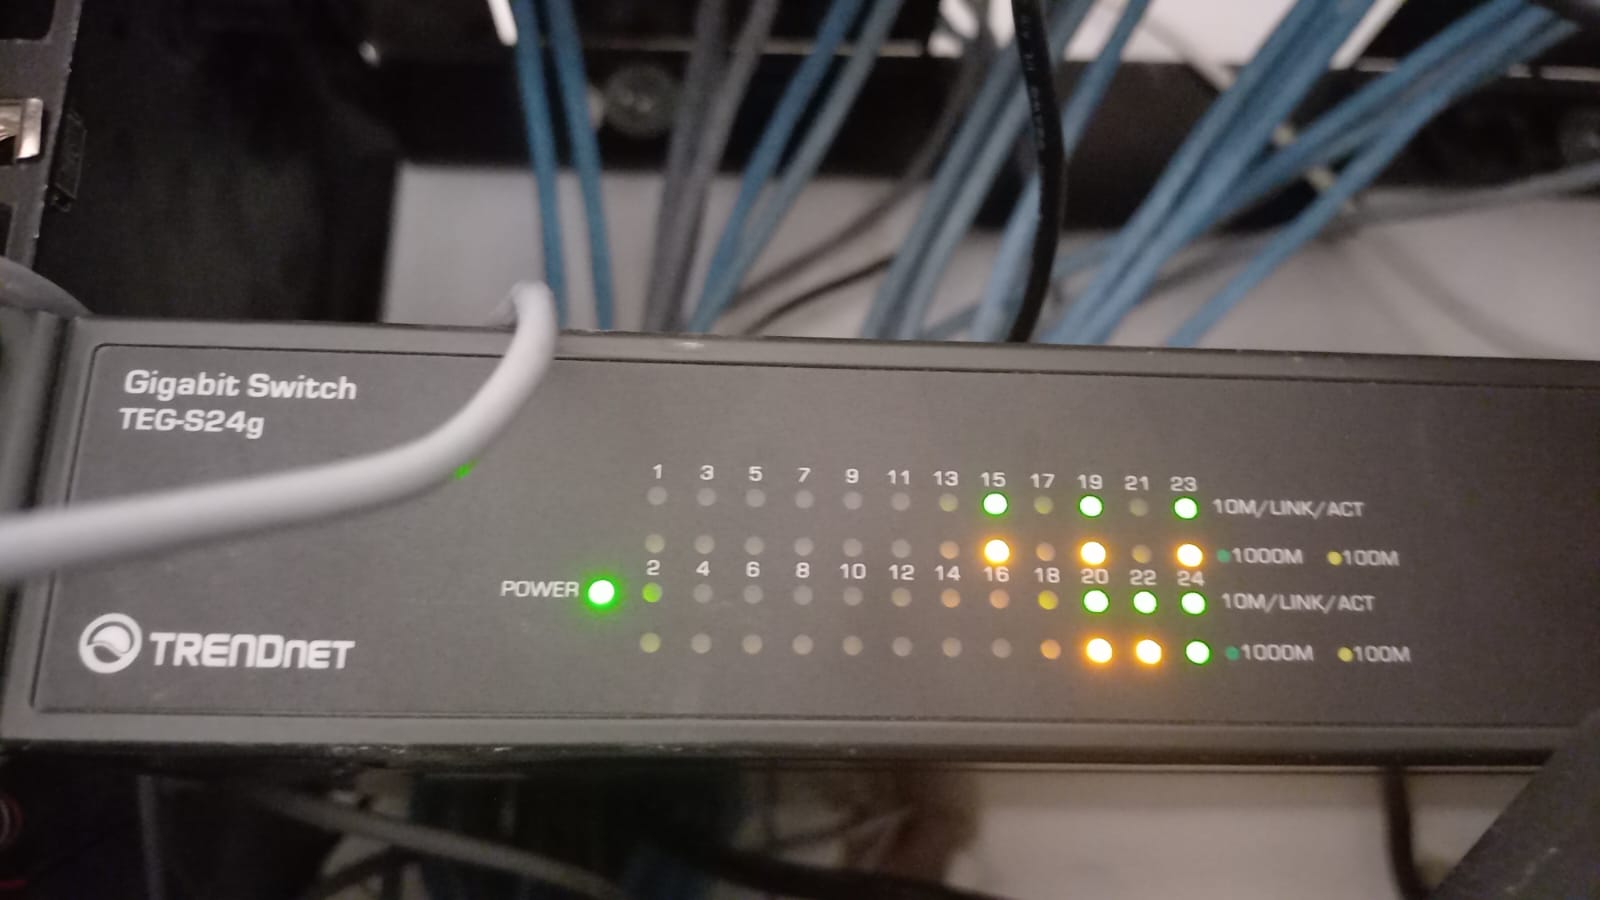 Gigabit Switch
TEG-S24g
1 3 5 7 9 11 13 15 17 19 21 23
10M/LINK/ACT
1000M 100M
2 4 6 8 10 12 14 16 18 20 22 24
POWER
10M/LINK/ACT
TRENDNET
1000M 100M